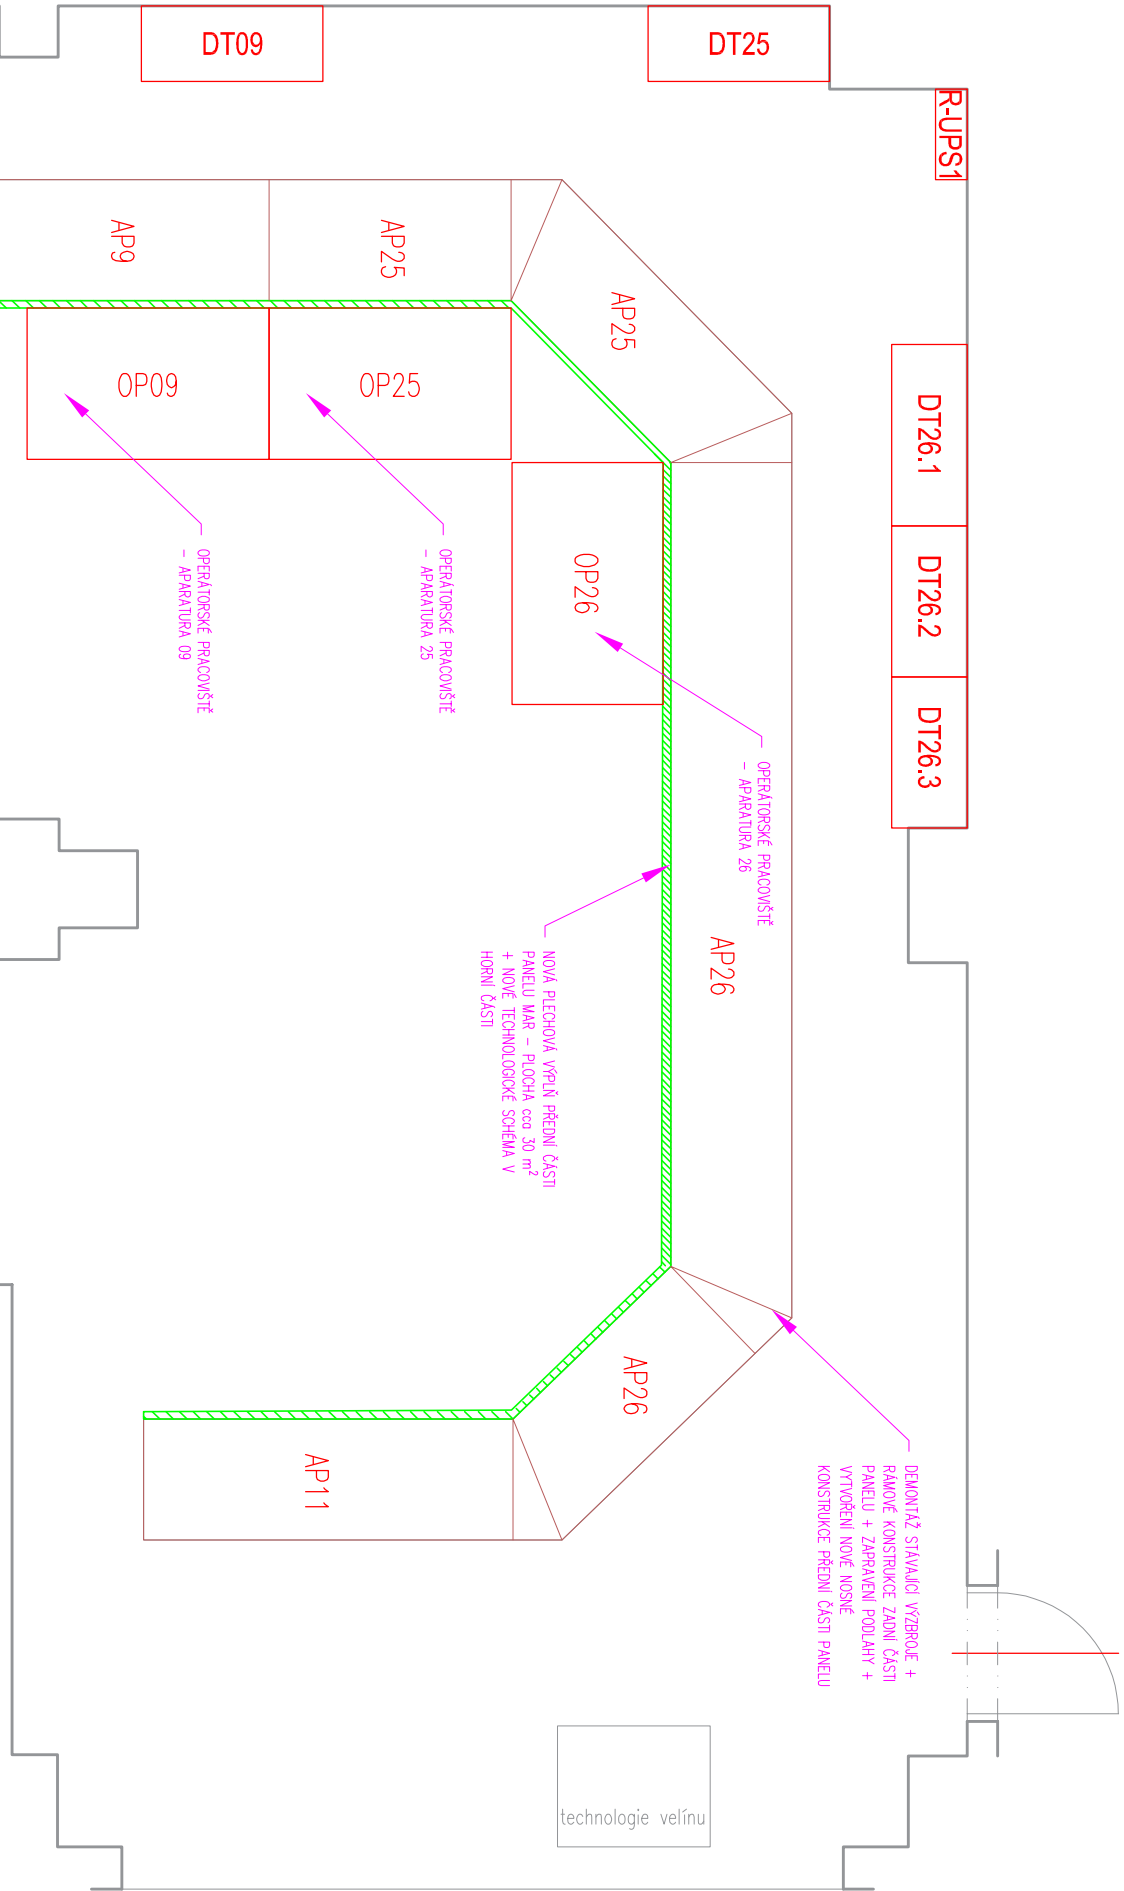 DT09
DT25
R-UPS1
AP9
AP25
AP25
OP09
OP25
OP26
DT26.1
DT26.2
DT26.3
OPERÁTORSKÉ PRACOVIŠTĚ
- APARATURA 09
OPERÁTORSKÉ PRACOVIŠTĚ
- APARATURA 25
OPERÁTORSKÉ PRACOVIŠTĚ
- APARATURA 26
AP26
NOVÁ PLECHOVÁ VÝPLŇ PŘEDNÍ ČÁSTI
PANELU MAR - PLOCHA cca 30 m²
+ NOVÉ TECHNOLOGICKÉ SCHÉMA V
HORNÍ ČÁSTI
AP26
AP11
DEMONTÁŽ STÁVAJÍCÍ VÝZBROJE +
RÁMOVÉ KONSTRUKCE ZADNÍ ČÁSTI
PANELU + ZAPRAVENÍ PODLAHY +
VYTVOŘENÍ NOVÉ NOSNÉ
KONSTRUKCE PŘEDNÍ ČÁSTI PANELU
technologie velínu